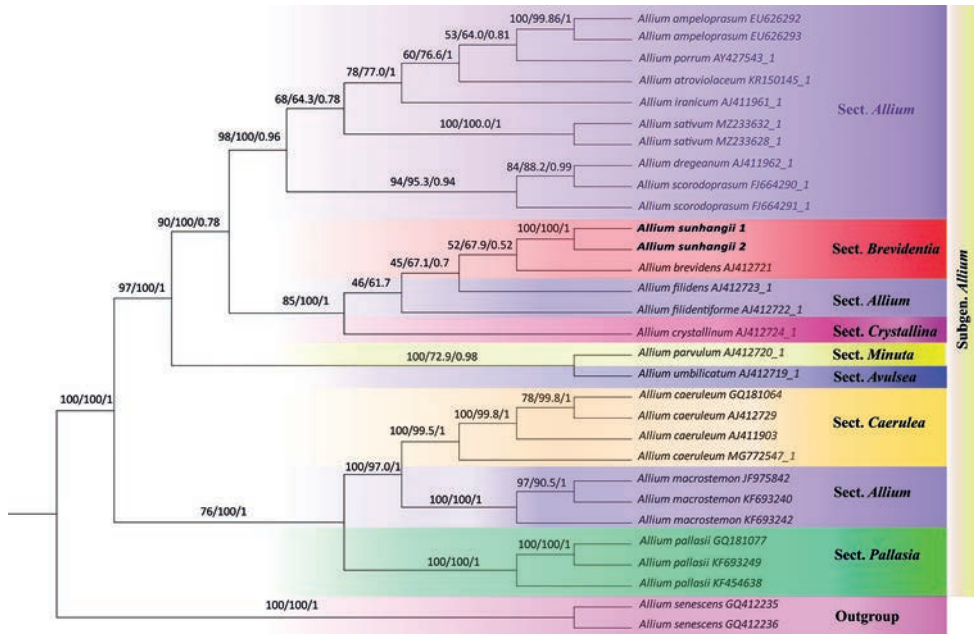 100/99.86/1
Allium ampeloprasum EU626292
53/64.0/0.81
Allium ampeloprasum EU626293
60/76.6/1
Allium porrum AY427543_1
78/77.0/1
Allium atroviolaceum KR150145_1
68/64.3/0.78
Allium iranicum AJ411961_1
Sect. Allium
100/100.0/1
Allium sativum MZ233632_1
98/100/0.96
Allium sativum MZ233628_1
84/88.2/0.99
Allium dregeanum AJ411962_1
94/95.3/0.94
Allium scorodoprasum FJ664290_1
Allium scorodoprasum FJ664291_1
90/100/0.78
100/100/1
Allium sunhangii 1
52/67.9/0.52
Allium sunhangii 2
Sect. Brevidentia
45/67.1/0.7
Allium brevidens AJ412721
46/61.7
Allium filidens AJ412723_1
97/100/1
85/100/1
Allium filidentiforme AJ412722_1
Sect. Allium
Allium crystallinum AJ412724_1
Sect. Crystallina
100/72.9/0.98
Allium parvulum AJ412720_1
Sect. Minuta
Allium umbilicatum AJ412719_1
Sect. Avulsea
100/100/1
78/99.8/1
Allium caeruleum GQ181064
100/99.8/1
Allium caeruleum AJ412729
Sect. Caerulea
100/99.5/1
Allium caeruleum AJ411903
Allium caeruleum MG772547_1
100/97.0/1
97/90.5/1
Allium macrostemon JF975842
100/100/1
Allium macrostemon KF693240
Sect. Allium
76/100/1
Allium macrostemon KF693242
100/100/1
Allium pallasii GQ181077
100/100/1
Allium pallasii KF693249
Sect. Pallasia
Allium pallasii KF454638
100/100/1
Allium senescens GQ412235
Outgroup
Allium senescens GQ412236
Subgen. Allium